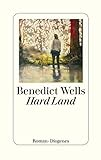 Benedict Wells
Hard Land
Roman · Diogenes